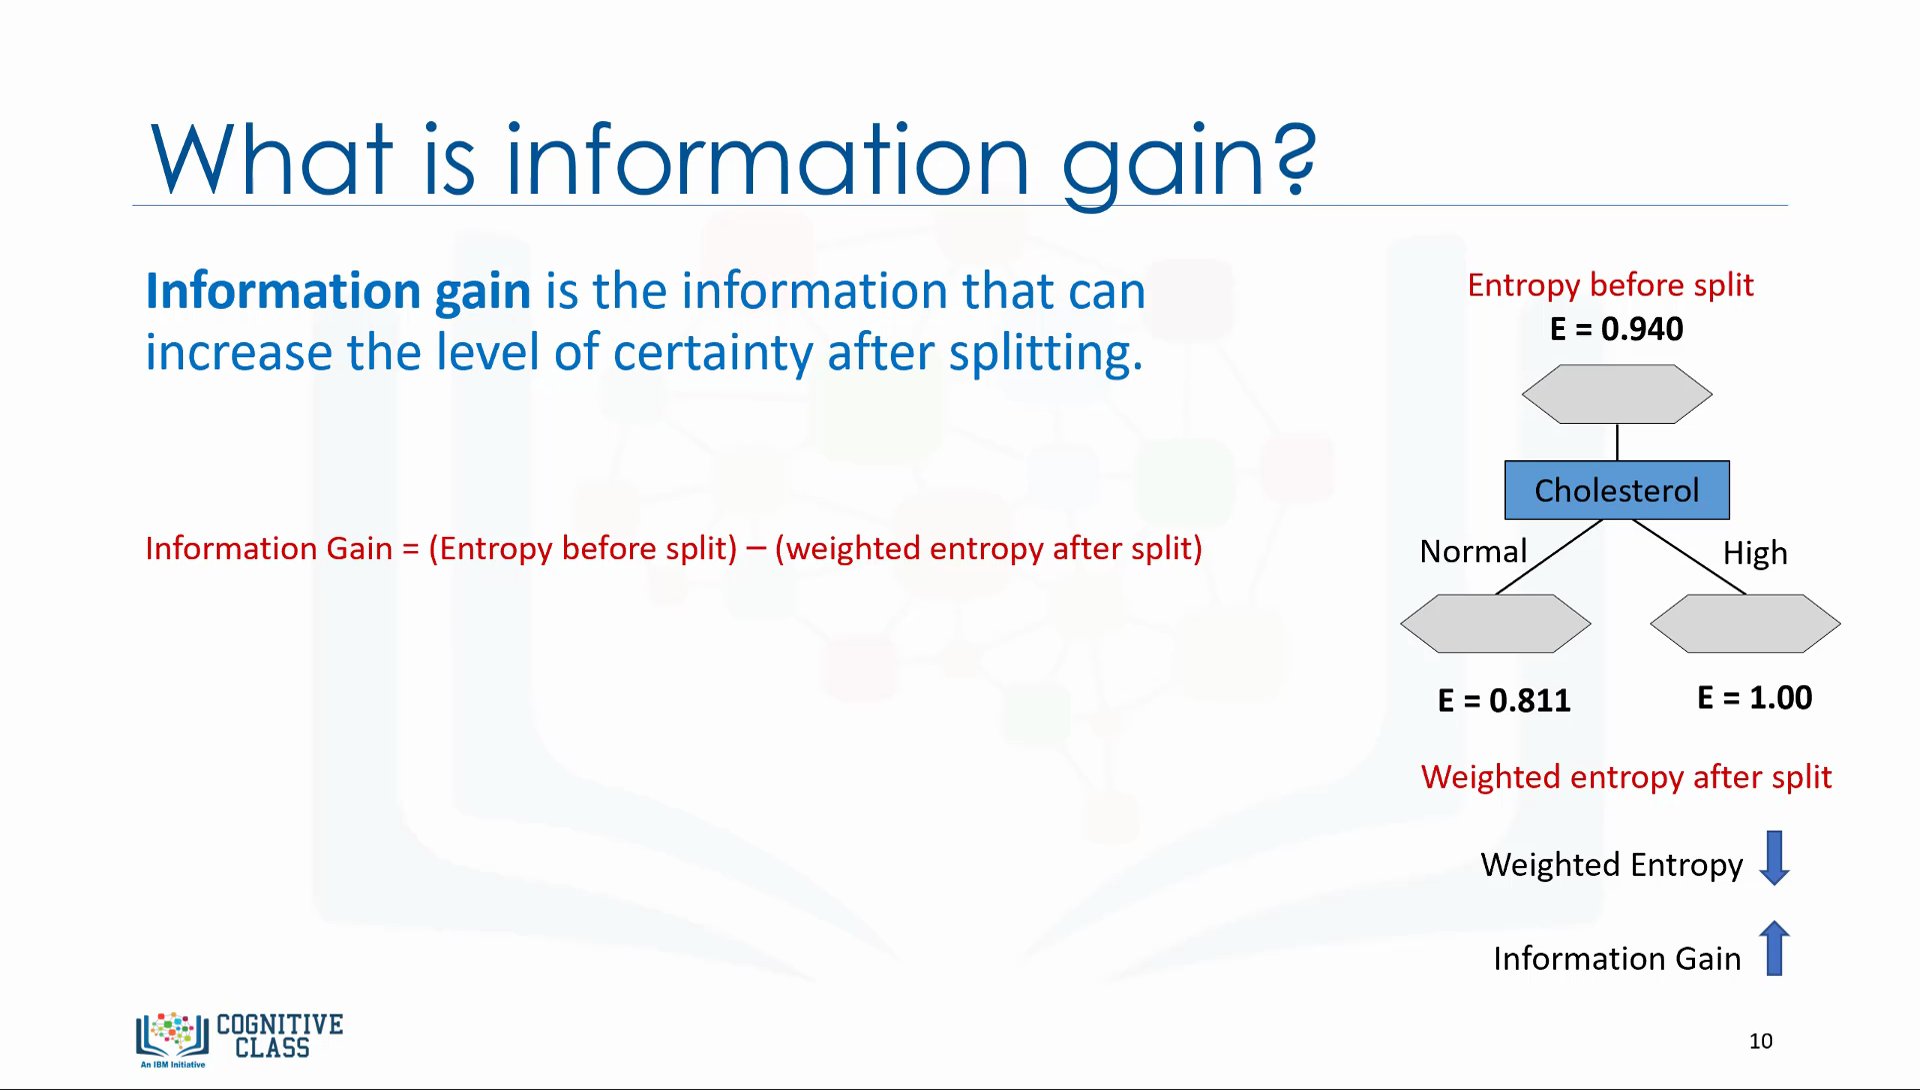 What is information gain?
Information gain is the information that can
increase the level of certainty after splitting.
Information Gain = (Entropy before split) – (weighted entropy after split)
Entropy before split
E = 0.940
Cholesterol
Normal
High
E = 0.811
E = 1.00
Weighted entropy after split
Weighted Entropy
Information Gain
COGNITIVE
CLASS
An IBM Initiative
10